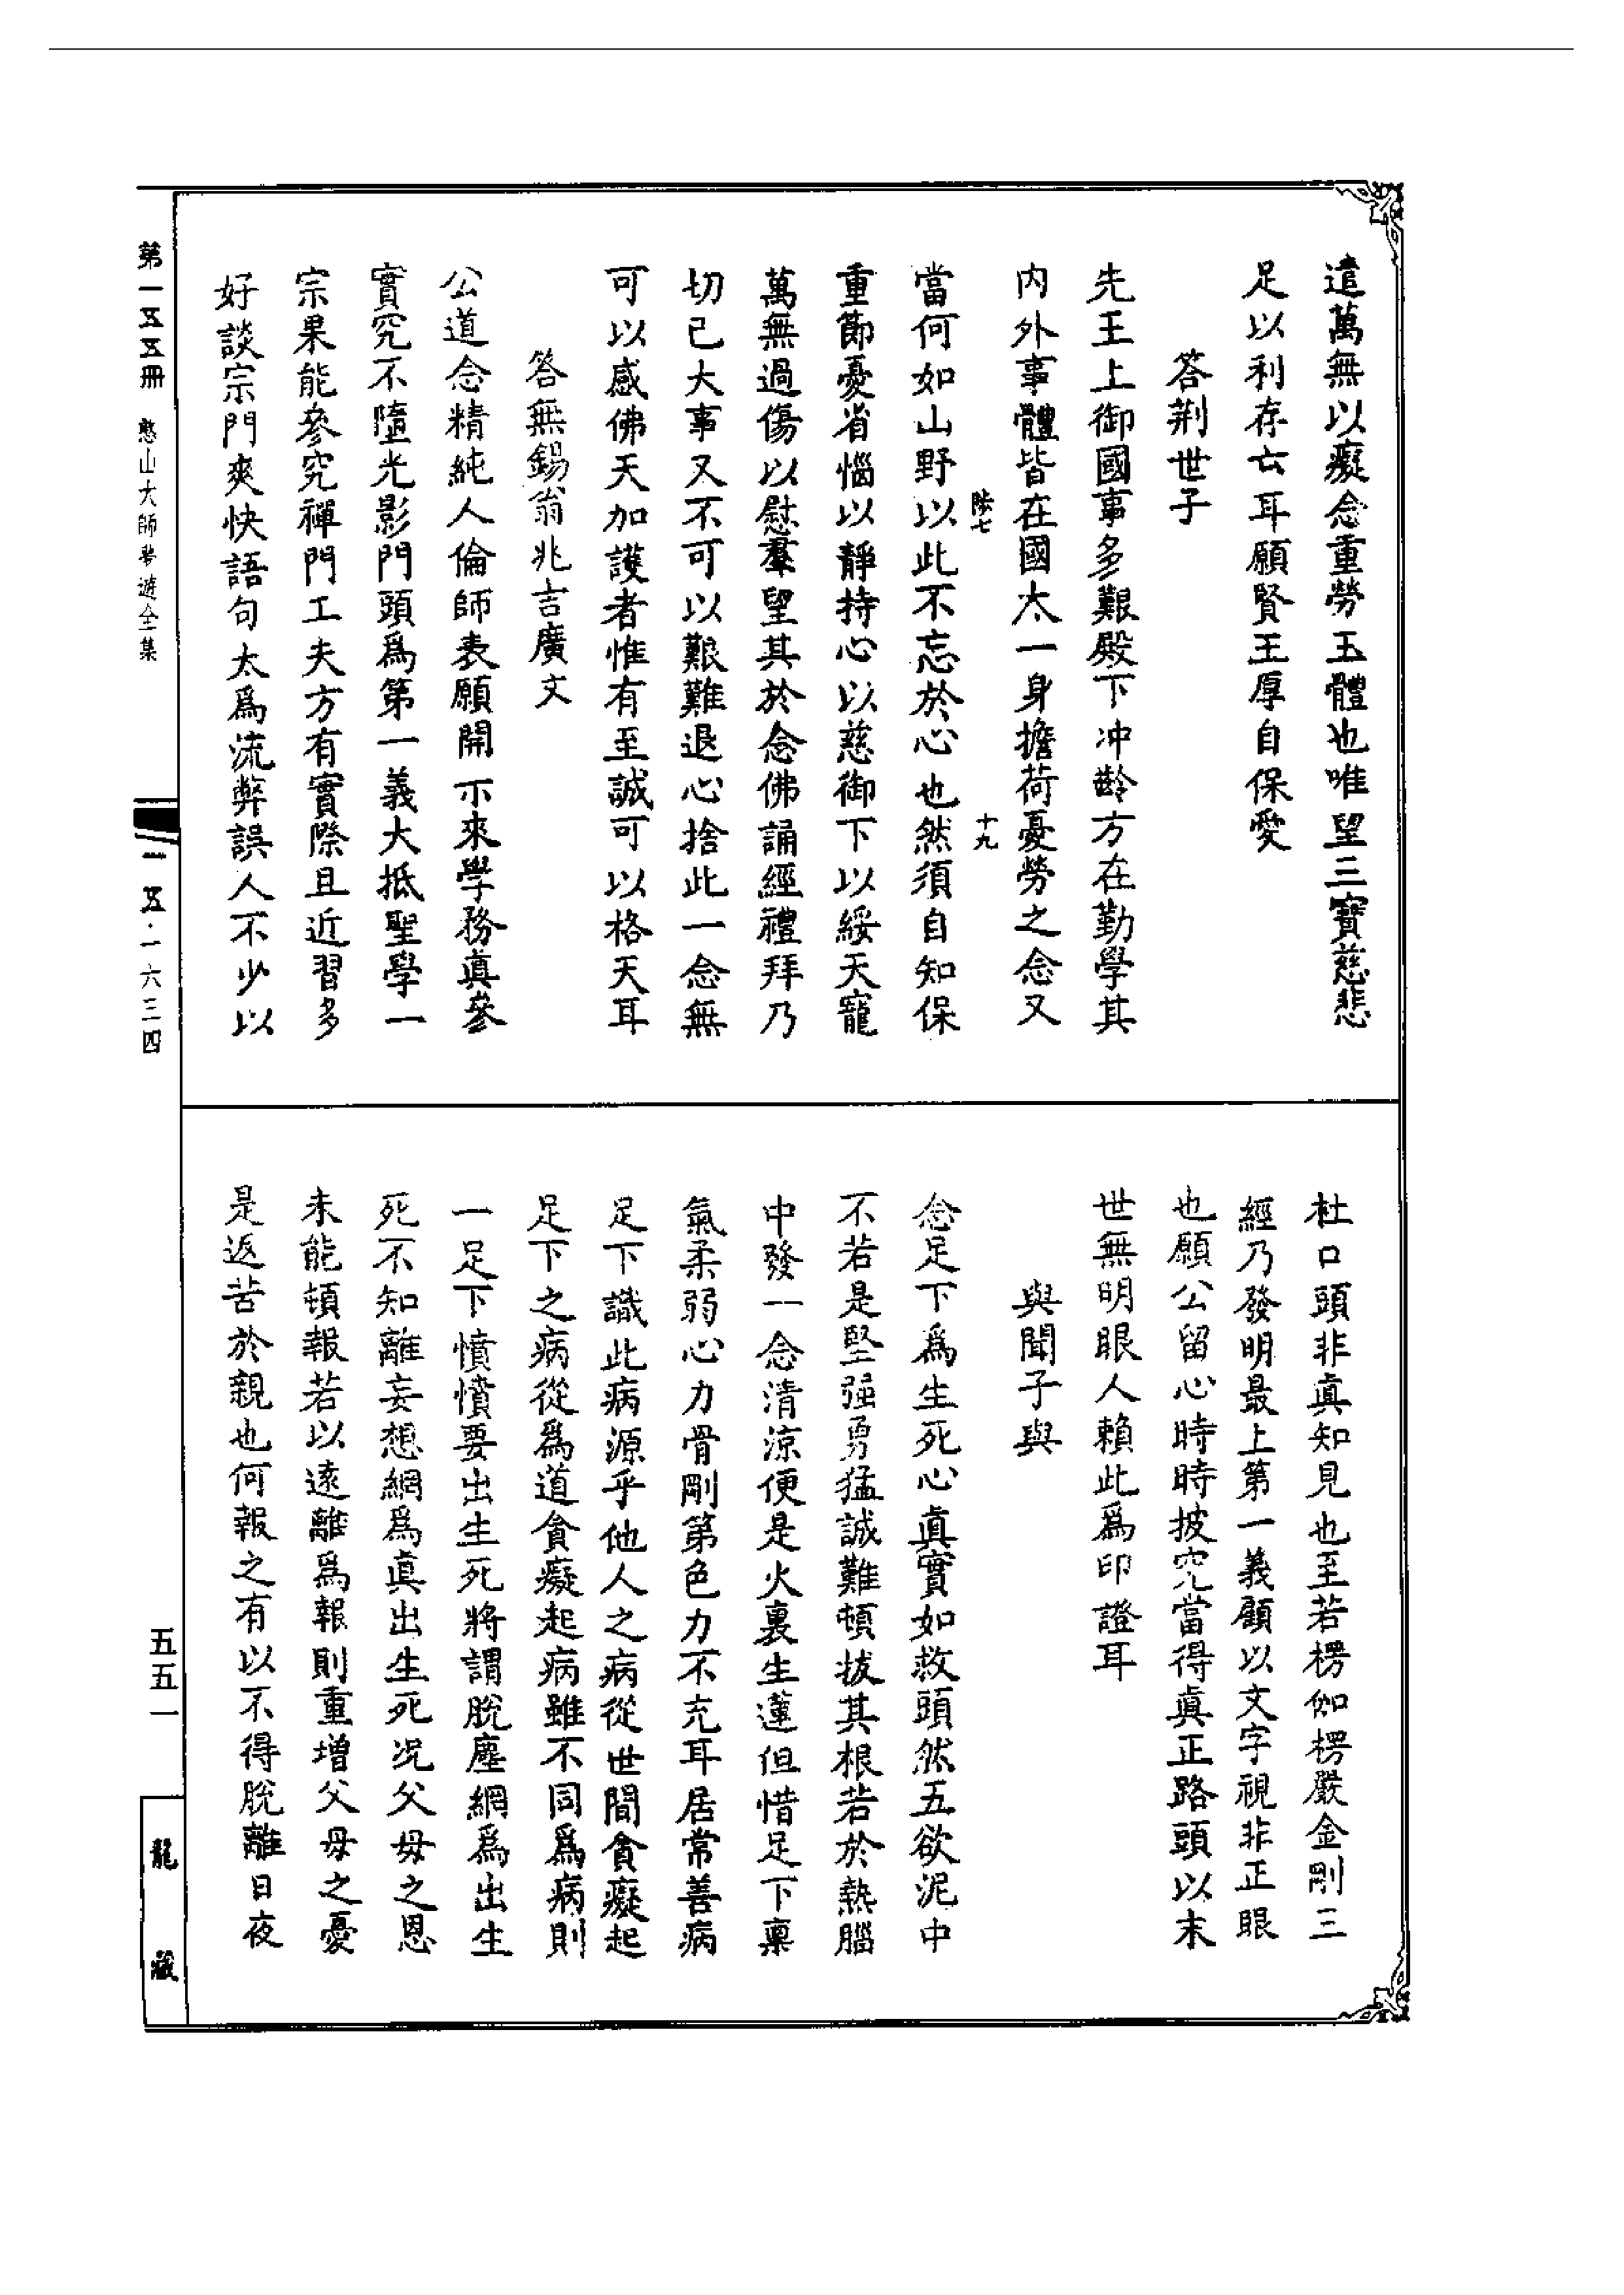 遣萬無以癡念重勞玉體也唯望三寶慈悲
足以利存亡耳願賢王厚自保愛
答荆世子
先王上御國事多艱殿下冲齡方在勤學其
内外事體皆在國太一身擔荷憂勞之念又
十九
當何如山野以此不忘於心也然須自知保
重節憂省惱以靜持心以慈御下以綏天寵
萬無過傷以慰羣望其於念佛誦經禮拜乃
切已大事又不可以艱難退心捨此一念無
可以感佛天加護者惟有至誠可以格天耳
答無錫翁兆吉廣文
公道念精純人倫師表願開示來學務眞參
實究不墮光影門頭爲第一義大抵聖學一
宗果能參究禪門工夫方有實際且近習多
好談宗門爽快語句太爲流弊誤人不少以
杜口頭非眞知見也至若楞伽楞嚴金剛三
經乃發明最上第一義顧以文字視非正眼
也願公留心時時披究當得眞正路頭以末
世無明眼人賴此爲印證耳
與聞子與
念足下爲生死心眞實如救頭然五欲泥中
不若是堅强勇猛誠難頓拔其根若於熱腦
中發一念清凉便是火裏生蓮但惜足下稟
氣柔弱心力骨剛第色力不充耳居常善病
足下識此病源乎他人之病從世間貪癡起
足下之病從爲道貪癡起病雖不同爲病則
一足下憤憤要出生死將謂脫塵網爲出生
死不知離妄想網爲眞出生死况父母之恩
未能頓報若以遠離爲報則重增父母之憂
是返苦於親也何報之有以不得脫離日夜
第一五五冊 憨山大師夢遊全集
一五·一六三四
五五一
龍藏